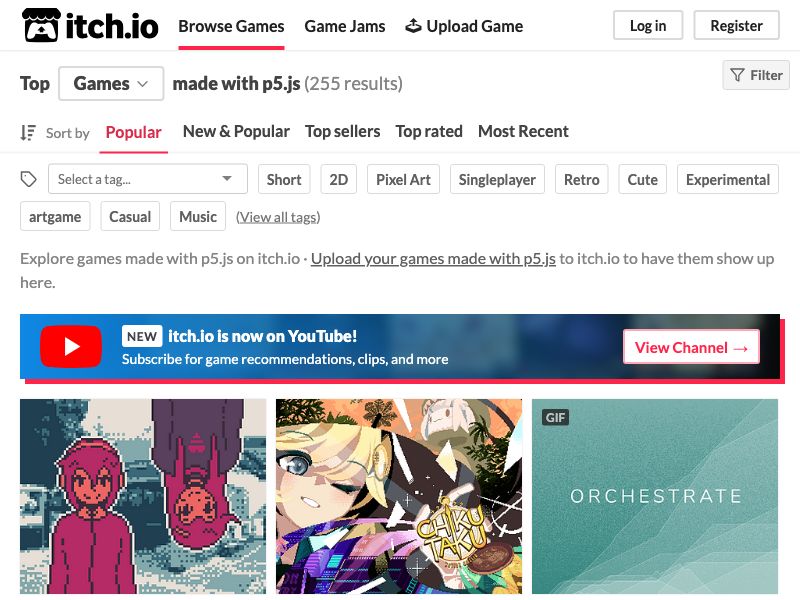 itch.io Browse Games Game Jams Upload Game Log in Register
Top Games made with p5.js (255 results) Filter
Sort by Popular New & Popular Top sellers Top rated Most Recent
Select a tag... Short 2D Pixel Art Singleplayer Retro Cute Experimental
artgame Casual Music (View all tags)
Explore games made with p5.js on itch.io · Upload your games made with p5.js to itch.io to have them show up
here.
NEW itch.io is now on YouTube!
Subscribe for game recommendations, clips, and more
View Channel →
CHIKU
TAKU
GIF
ORCHESTRATE